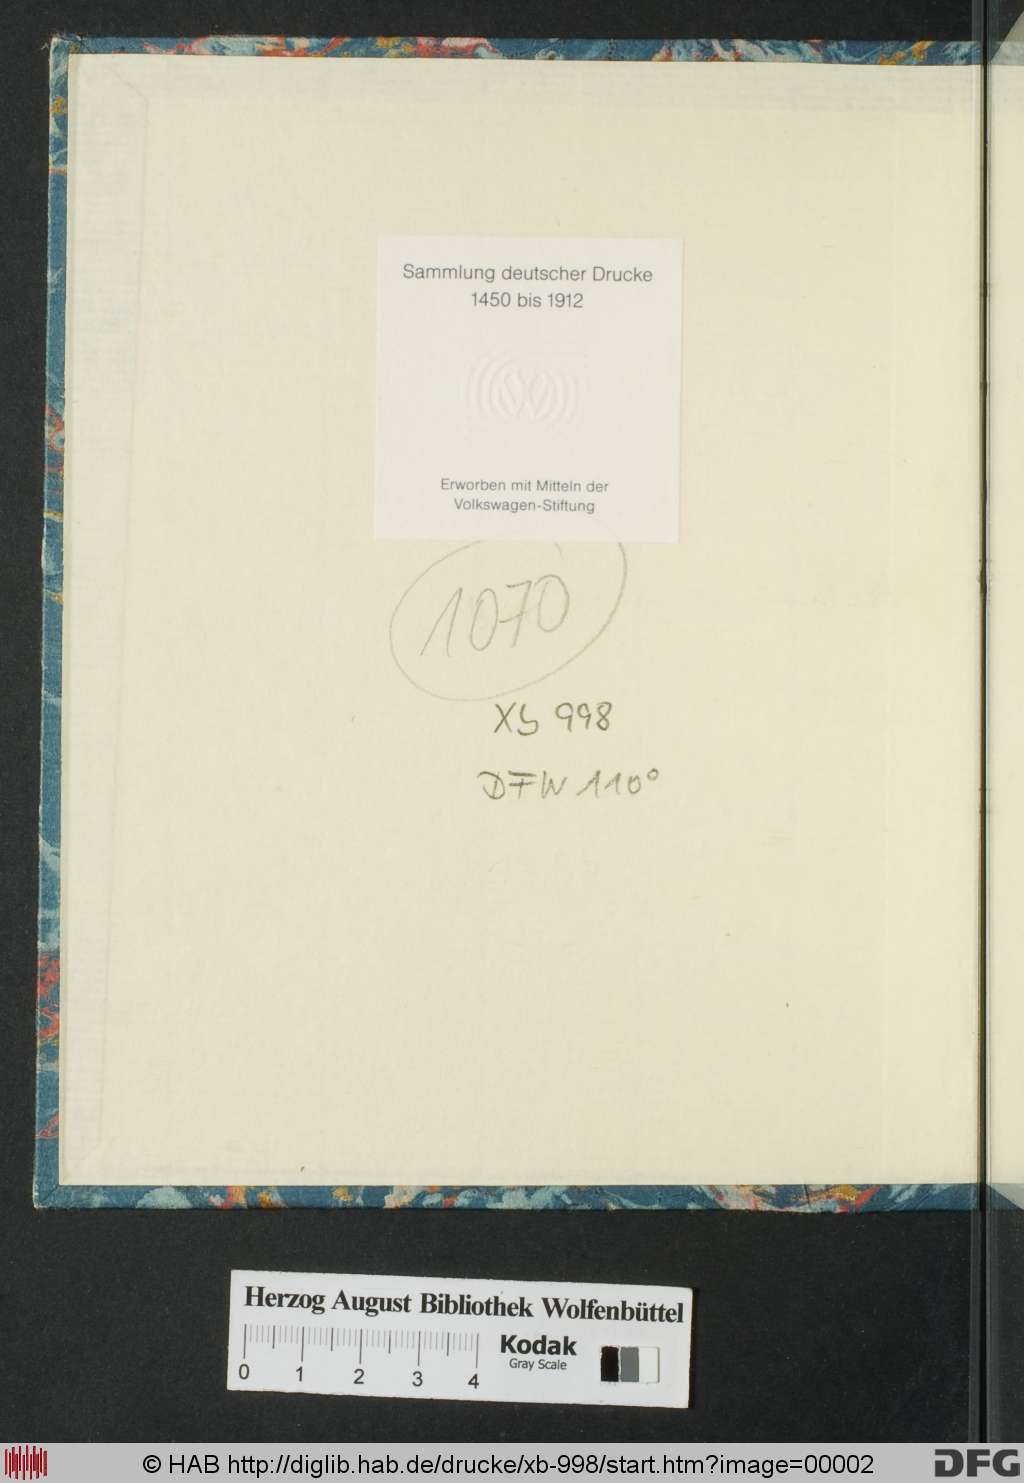 Sammlung deutscher Drucke
1450 bis 1912
Erworben mit Mitteln der
Volkswagen-Stiftung
1070
Xb 998
DFW 110°
Herzog August Bibliothek Wolfenbüttel
0 1 2 3 4
Kodak
Gray Scale
© HAB http://diglib.hab.de/drucke/xb-998/start.htm?image=00002
DFG